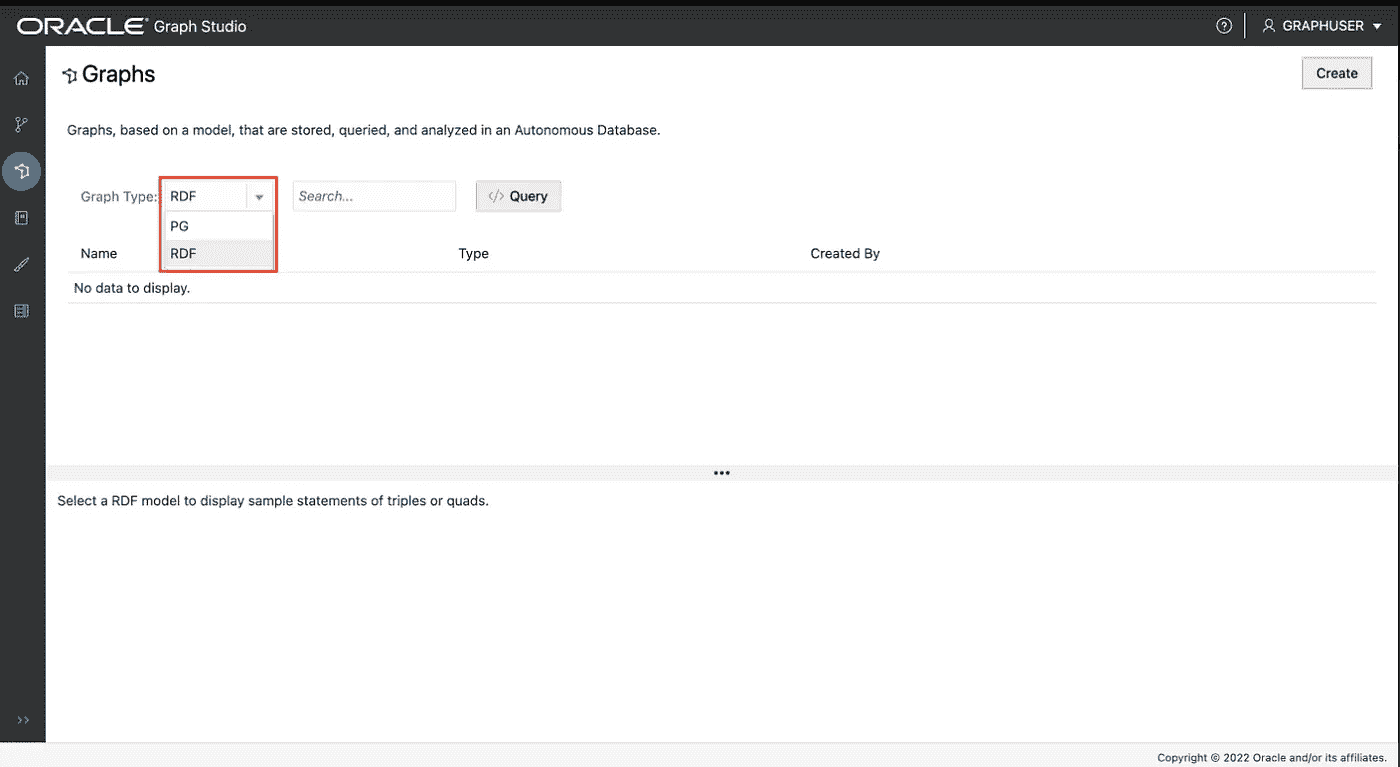 ORACLE® Graph Studio
GRAPHUSER
Graphs
Create
Graphs, based on a model, that are stored, queried, and analyzed in an Autonomous Database.
Graph Type: RDF
Search...
</> Query
PG
RDF
Name Type Created By
No data to display.
Select a RDF model to display sample statements of triples or quads.
Copyright © 2022 Oracle and/or its affiliates.